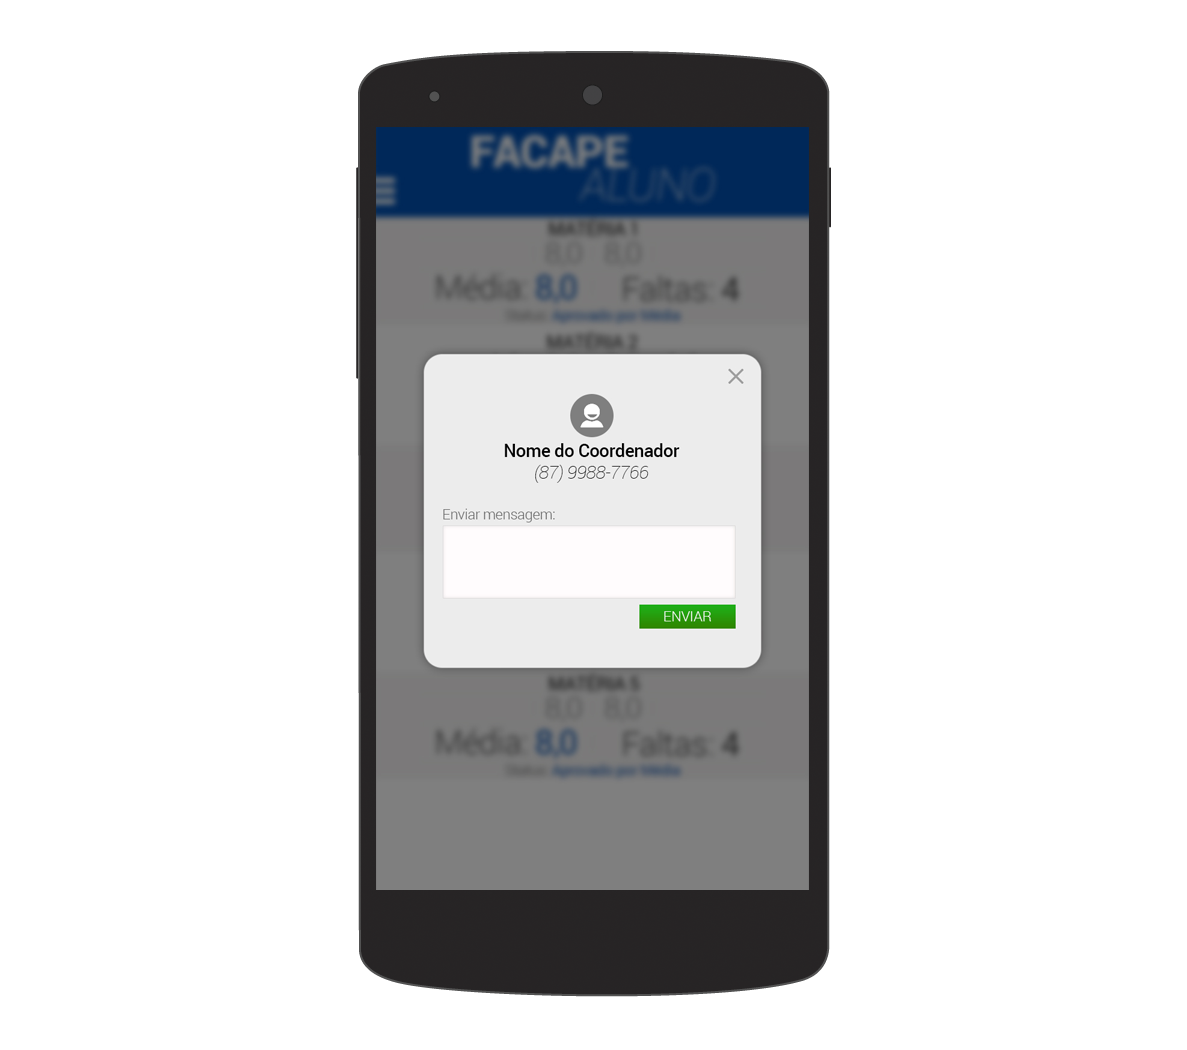 FACAPE
ALUNO
MATÉRIA 1
8,0 8,0
Média: 8,0 Faltas: 4
Status: Aprovado por Média
MATÉRIA 2
Nome do Coordenador
(87) 9988-7766
Enviar mensagem:
ENVIAR
MATÉRIA 5
8,0 8,0
Média: 8,0 Faltas: 4
Status: Aprovado por Média